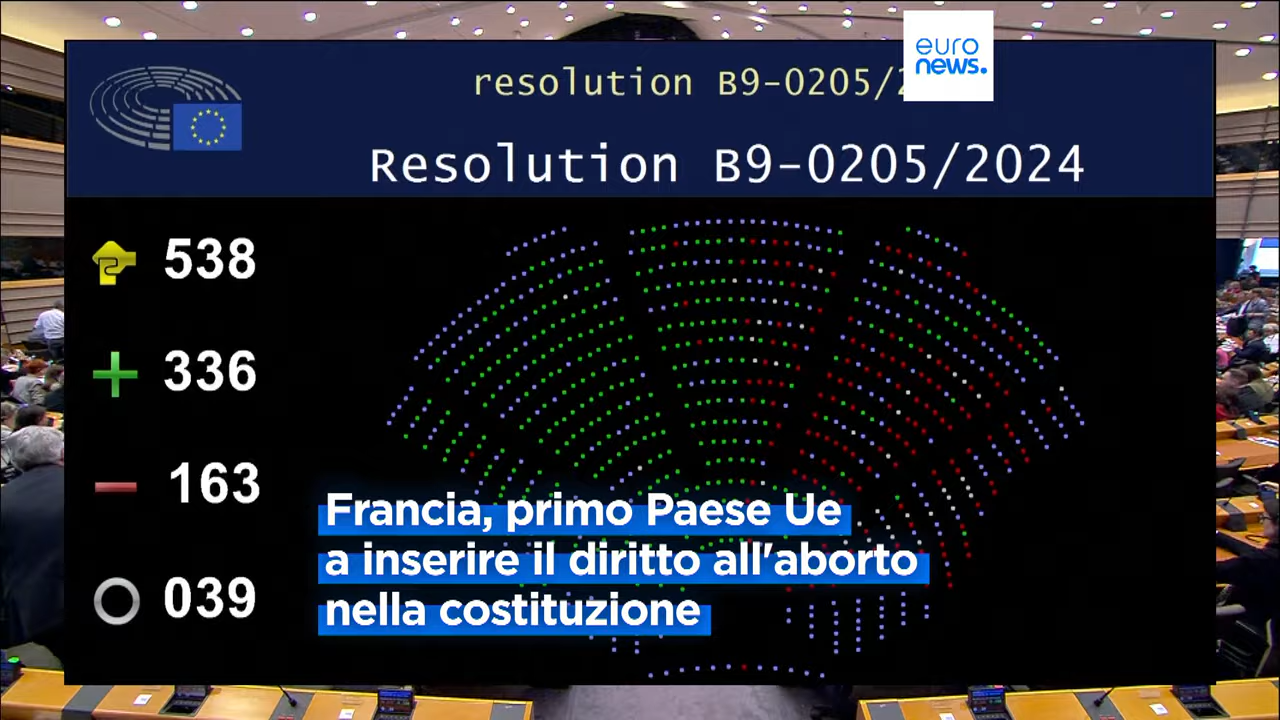 euro
news.
resolution B9-0205/2
Resolution B9-0205/2024
538
336
163
039
Francia, primo Paese Ue
a inserire il diritto all'aborto
nella costituzione